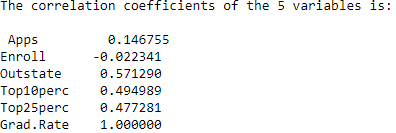 The correlation coefficients of the 5 variables is:
Apps 0.146755
Enroll -0.022341
Outstate 0.571290
Top10perc 0.494989
Top25perc 0.477281
Grad.Rate 1.000000